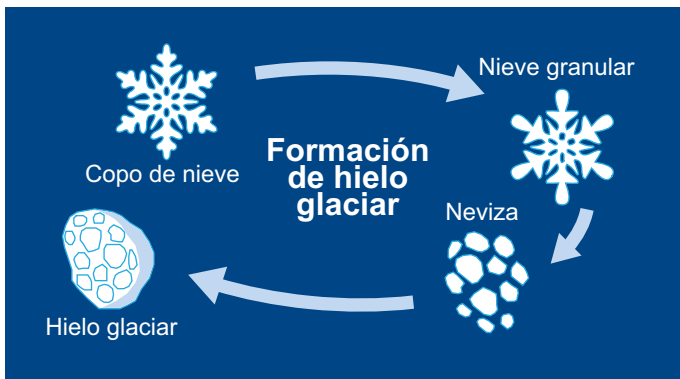 Nieve granular
Copo de nieve
Formación
de hielo
glaciar
Neviza
Hielo glaciar